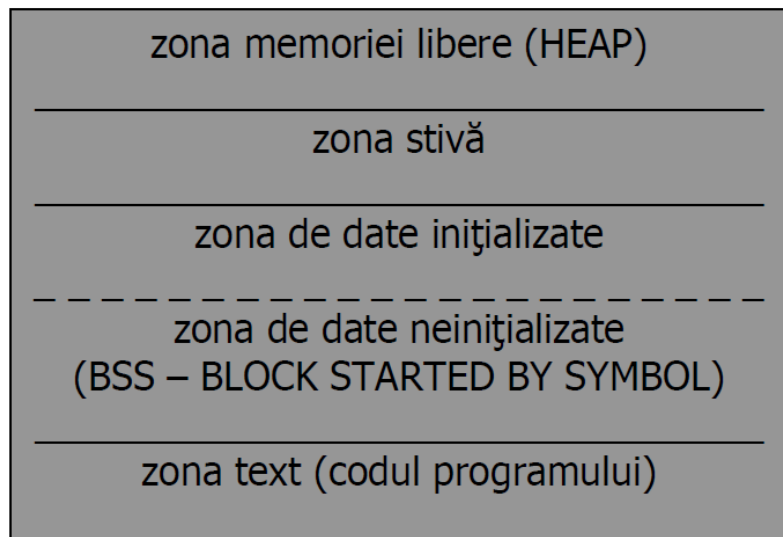 zona memoriei libere (HEAP)
zona stivă
zona de date iniţializate
zona de date neiniţializate
(BSS – BLOCK STARTED BY SYMBOL)
zona text (codul programului)